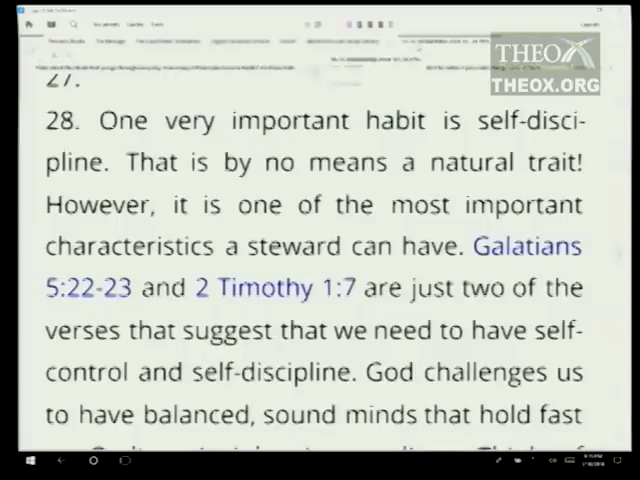 THEOX
THEOX.ORG
27.
28. One very important habit is self-disci-
pline. That is by no means a natural trait!
However, it is one of the most important
characteristics a steward can have. Galatians
5:22-23 and 2 Timothy 1:7 are just two of the
verses that suggest that we need to have self-
control and self-discipline. God challenges us
to have balanced, sound minds that hold fast